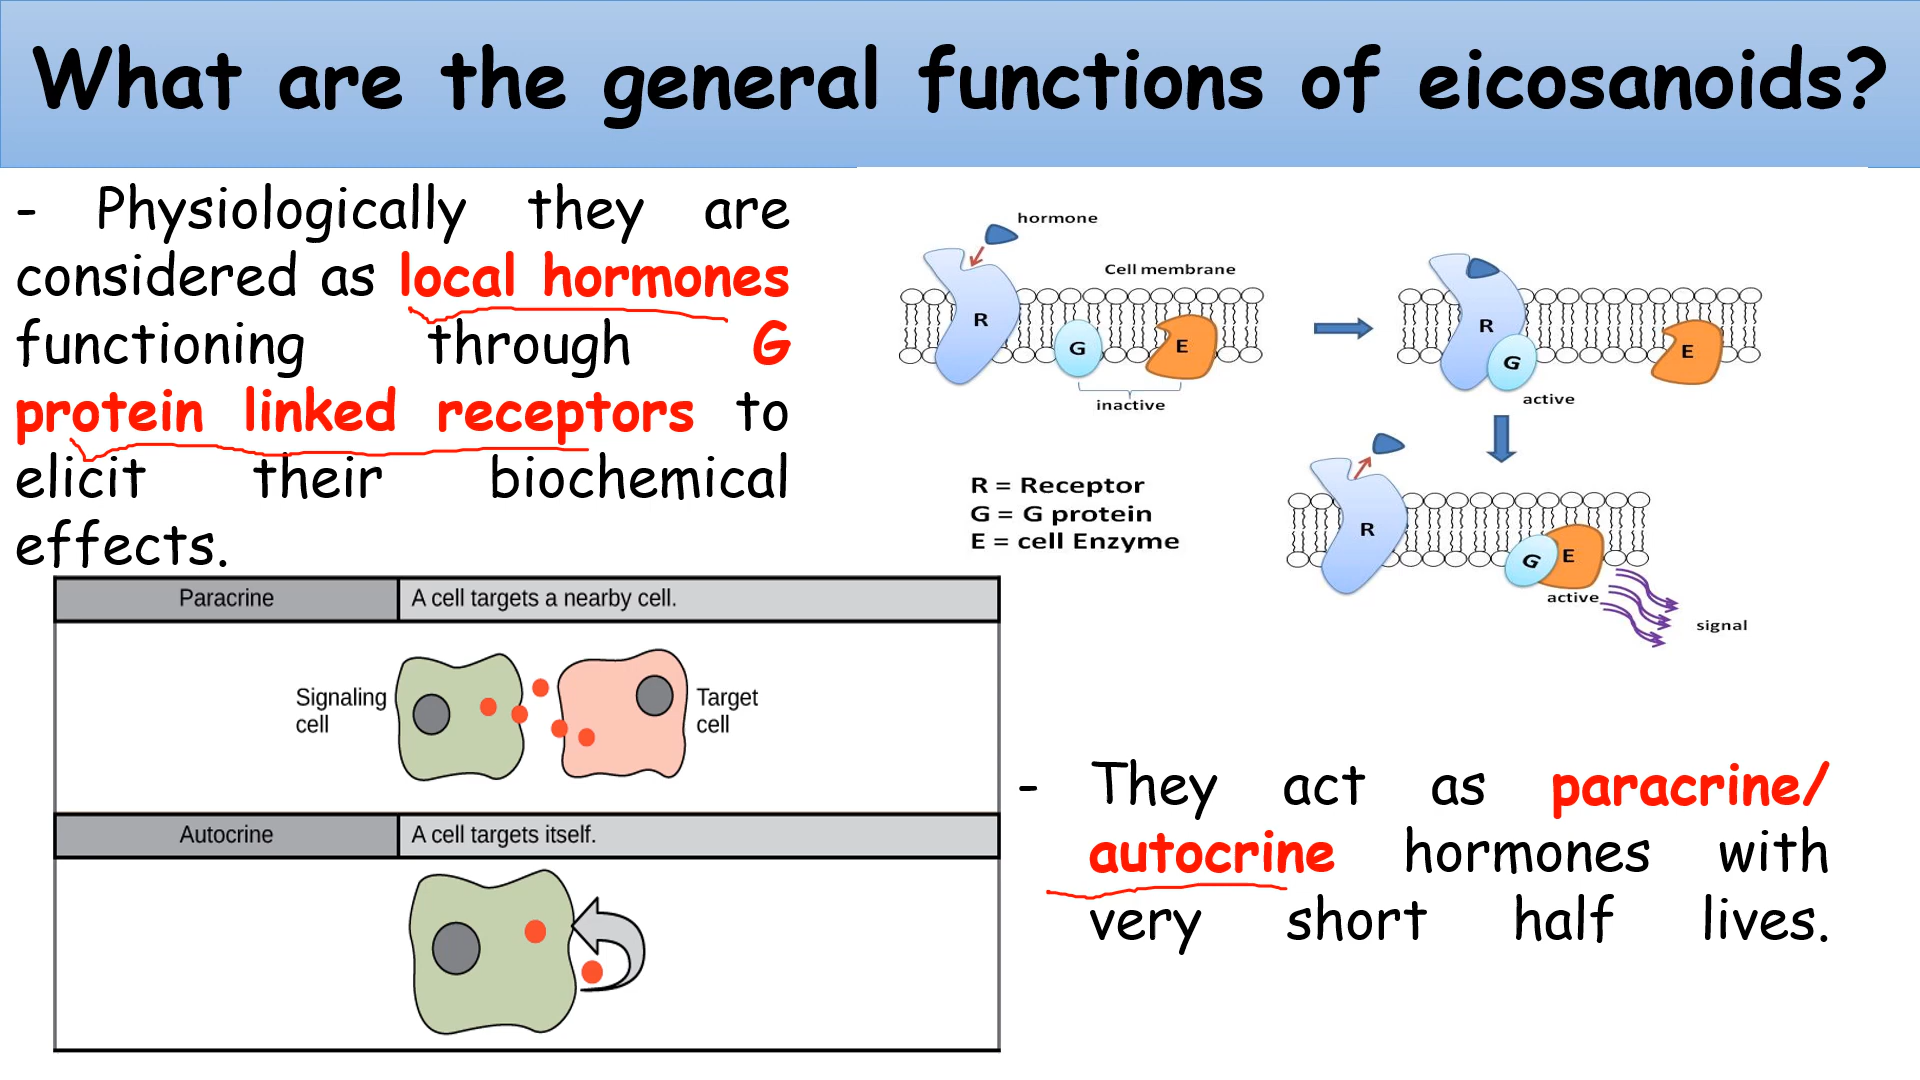 What are the general functions of eicosanoids?
- Physiologically they are
considered as local hormones
functioning through G
protein linked receptors to
elicit their biochemical
effects.
hormone
Cell membrane
R
G
E
inactive
R
G
E
active
R = Receptor
G = G protein
E = cell Enzyme
R
G
E
active
signal
Paracrine
A cell targets a nearby cell.
Signaling
cell
Target
cell
Autocrine
A cell targets itself.
- They act as paracrine/
autocrine hormones with
very short half lives.